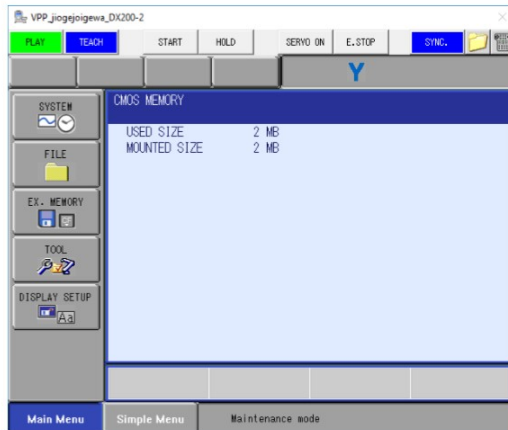 VPP_jiogejoigewa_DX200-2
PLAY TEACH START HOLD SERVO ON E.STOP SYNC.
Y
SYSTEM
FILE
EX. MEMORY
TOOL
DISPLAY SETUP
Aa
CMOS MEMORY
USED SIZE 2 MB
MOUNTED SIZE 2 MB
Main Menu Simple Menu Maintenance mode